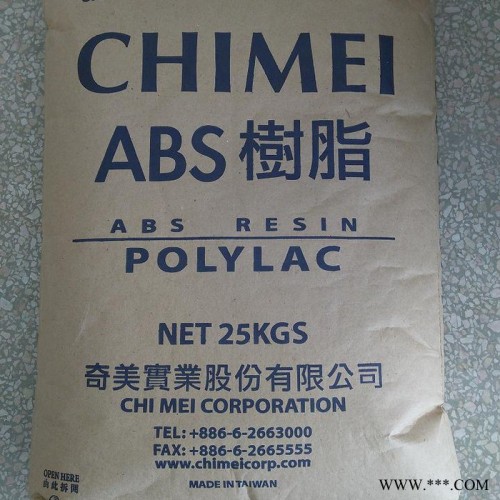 CHIMEI
ABS 樹脂
ABS RESIN
POLYLAC
NET 25KGS
奇美實業股份有限公司
CHI MEI CORPORATION
TEL: +886-6-2663000
FAX: +886-6-2665555
www.chimeicorp.com
MADE IN TAIWAN
OPEN HERE
由此拆開
WWW.***.COM